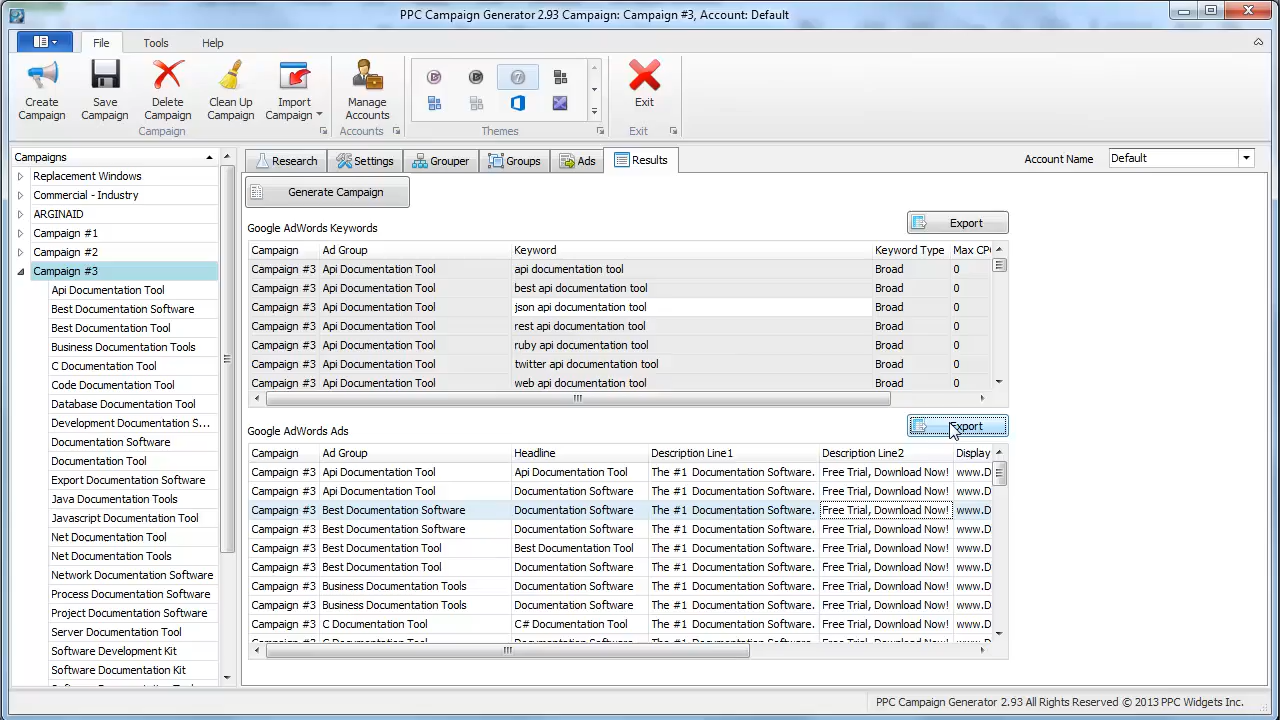 PPC Campaign Generator 2.93 Campaign: Campaign #3, Account: Default
File Tools Help
Create Campaign
Save Campaign
Delete Campaign
Clean Up Campaign
Import Campaign
Manage Accounts
Exit
Campaign Accounts Themes Exit
Campaigns
Replacement Windows
Commercial - Industry
ARGINAID
Campaign #1
Campaign #2
Campaign #3
Api Documentation Tool
Best Documentation Software
Best Documentation Tool
Business Documentation Tools
C Documentation Tool
Code Documentation Tool
Database Documentation Tool
Development Documentation S...
Documentation Software
Documentation Tool
Export Documentation Software
Java Documentation Tools
Javascript Documentation Tool
Net Documentation Tool
Net Documentation Tools
Network Documentation Software
Process Documentation Software
Project Documentation Software
Server Documentation Tool
Software Development Kit
Software Documentation Kit
Research Settings Grouper Groups Ads Results
Account Name Default
Generate Campaign
Google AdWords Keywords
Export
Campaign Ad Group Keyword Keyword Type Max CP
Campaign #3 Api Documentation Tool api documentation tool Broad 0
Campaign #3 Api Documentation Tool best api documentation tool Broad 0
Campaign #3 Api Documentation Tool json api documentation tool Broad 0
Campaign #3 Api Documentation Tool rest api documentation tool Broad 0
Campaign #3 Api Documentation Tool ruby api documentation tool Broad 0
Campaign #3 Api Documentation Tool twitter api documentation tool Broad 0
Campaign #3 Api Documentation Tool web api documentation tool Broad 0
Google AdWords Ads
Export
Campaign Ad Group Headline Description Line1 Description Line2 Display
Campaign #3 Api Documentation Tool Api Documentation Tool The #1 Documentation Software. Free Trial, Download Now! www.D
Campaign #3 Api Documentation Tool Documentation Software The #1 Documentation Software. Free Trial, Download Now! www.D
Campaign #3 Best Documentation Software Documentation Software The #1 Documentation Software. Free Trial, Download Now! www.D
Campaign #3 Best Documentation Software Documentation Software The #1 Documentation Software. Free Trial, Download Now! www.D
Campaign #3 Best Documentation Tool Best Documentation Tool The #1 Documentation Software. Free Trial, Download Now! www.D
Campaign #3 Best Documentation Tool Documentation Software The #1 Documentation Software. Free Trial, Download Now! www.D
Campaign #3 Business Documentation Tools Documentation Software The #1 Documentation Software. Free Trial, Download Now! www.D
Campaign #3 Business Documentation Tools Documentation Software The #1 Documentation Software. Free Trial, Download Now! www.D
Campaign #3 C Documentation Tool C# Documentation Tool The #1 Documentation Software. Free Trial, Download Now! www.D
PPC Campaign Generator 2.93 All Rights Reserved © 2013 PPC Widgets Inc.